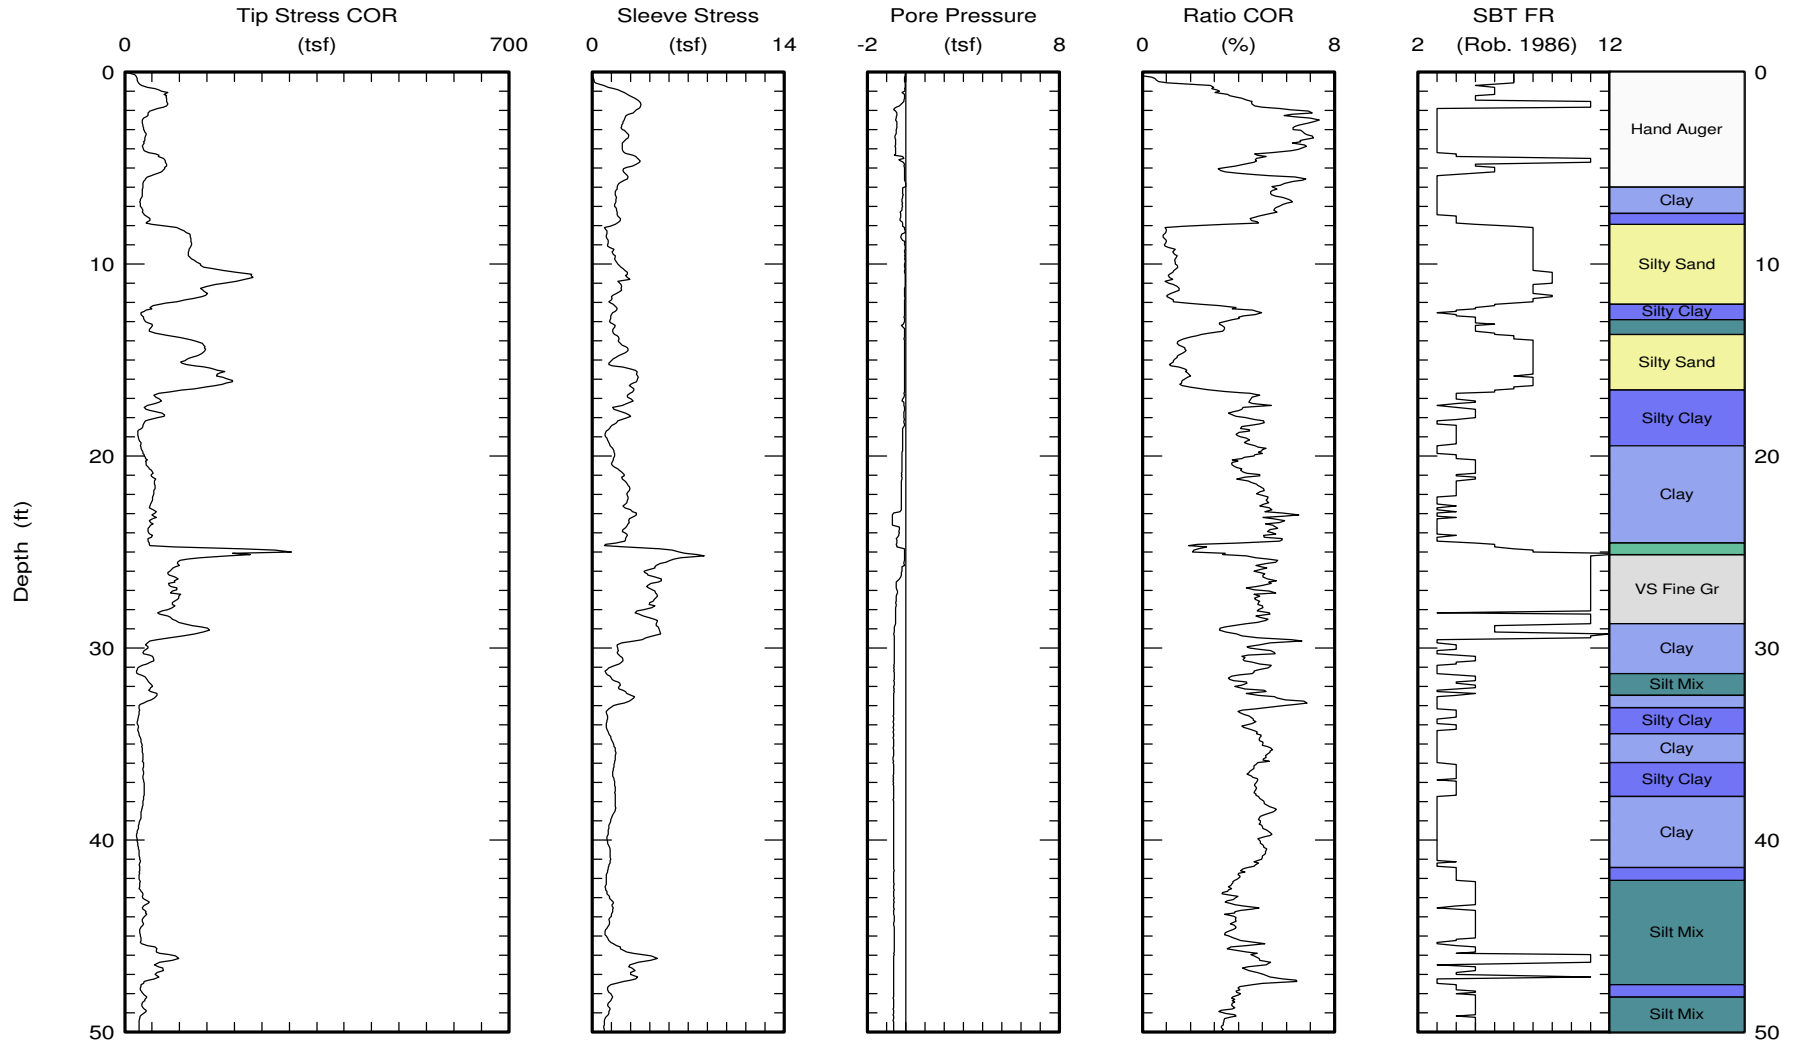 Tip Stress COR Sleeve Stress Pore Pressure Ratio COR SBT FR
0 (tsf) 700 0 (tsf) 14 -2 (tsf) 8 0 (%) 8 2 (Rob. 1986) 12
0 0
Hand Auger
Clay
10 Silty Sand 10
Silty Clay
Silty Sand
Silty Clay
20 20
Clay
Depth (ft)
VS Fine Gr
30 Clay 30
Silt Mix
Silty Clay
Clay
Silty Clay
40 Clay 40
Silt Mix
Silt Mix
50 50